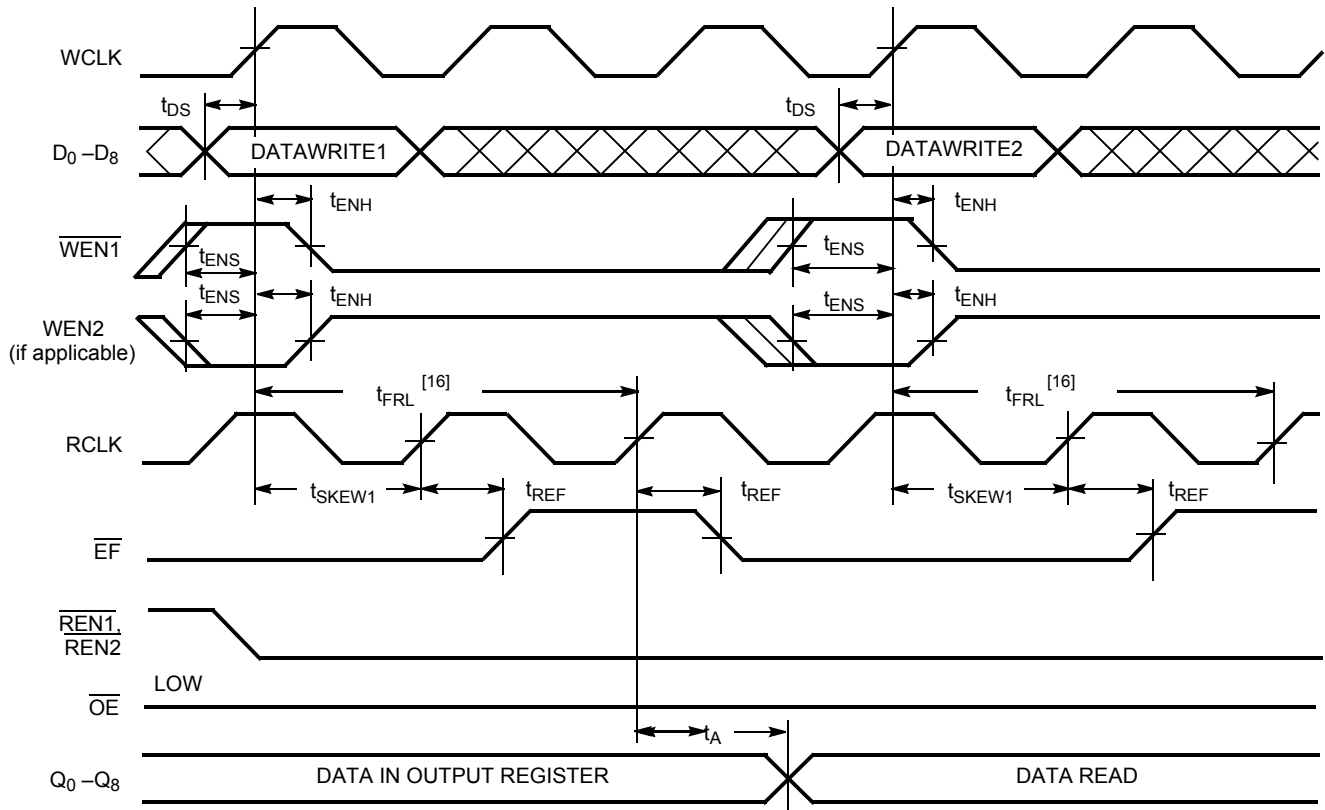 WCLK
tDS
tDS
D0 –D8
DATAWRITE1
DATAWRITE2
tENH
tENH
WEN1
tENS
tENS
tENS
tENH
tENS
tENH
WEN2
(if applicable)
tFRL [16]
tFRL [16]
RCLK
tSKEW1
tREF
tREF
tSKEW1
tREF
EF
REN1,
REN2
LOW
OE
tA
Q0 –Q8
DATA IN OUTPUT REGISTER
DATA READ